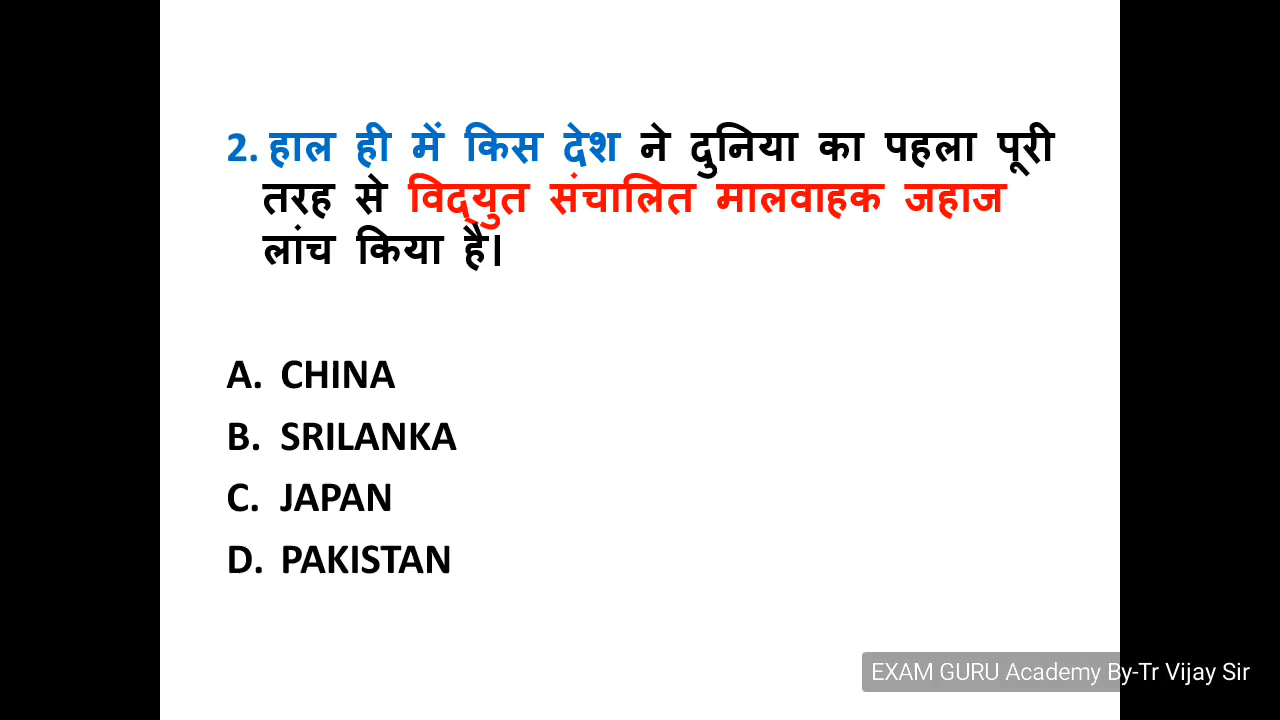 2. हाल ही में किस देश ने दुनिया का पहला पूरी
तरह से विद्युत संचालित मालवाहक जहाज
लांच किया है।
A. CHINA
B. SRILANKA
C. JAPAN
D. PAKISTAN
EXAM GURU Academy By-Tr Vijay Sir